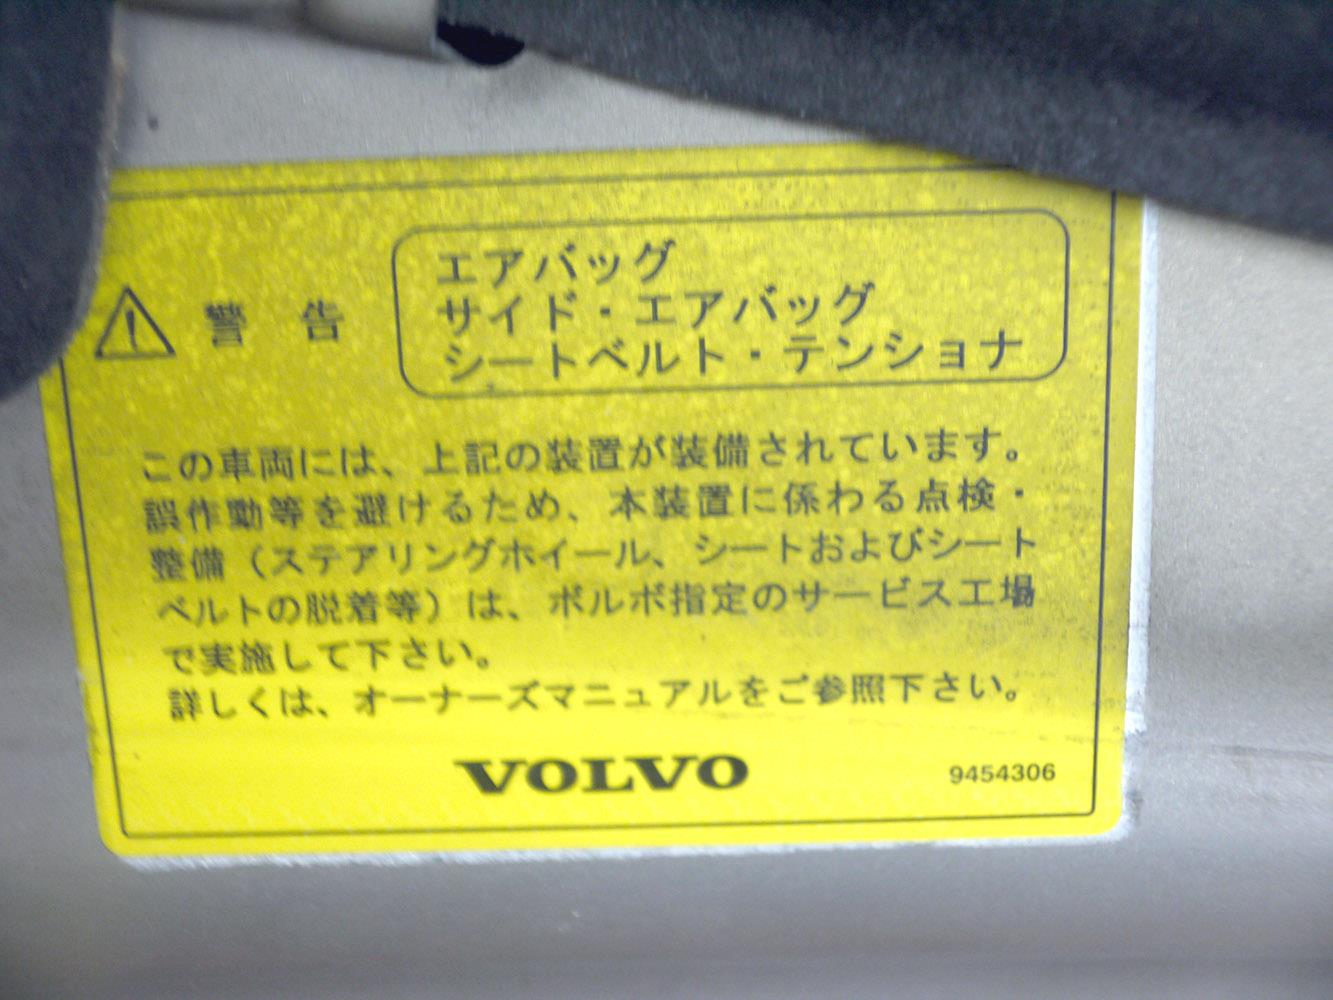 警告
エアバッグ
サイド・エアバッグ
シートベルト・テンショナ
この車両には、上記の装置が装備されています。
誤作動等を避けるため、本装置に係わる点検・
整備（ステアリングホイール、シートおよびシート
ベルトの脱着等）は、ボルボ指定のサービス工場
で実施して下さい。
詳しくは、オーナーズマニュアルをご参照下さい。
VOLVO
9454306